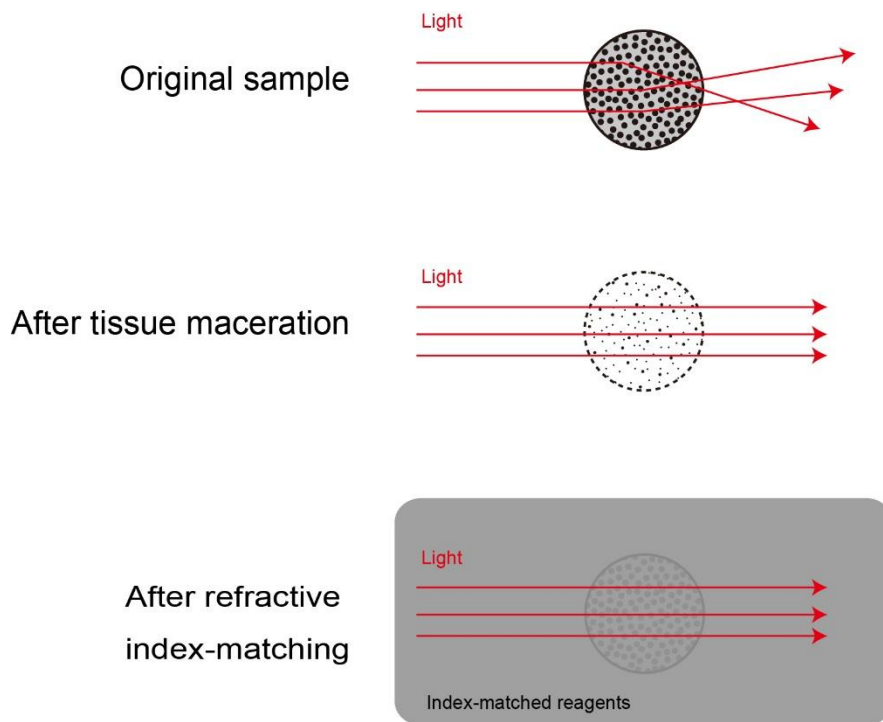 Light
Original sample
Light
After tissue maceration
Light
After refractive
index-matching
Index-matched reagents